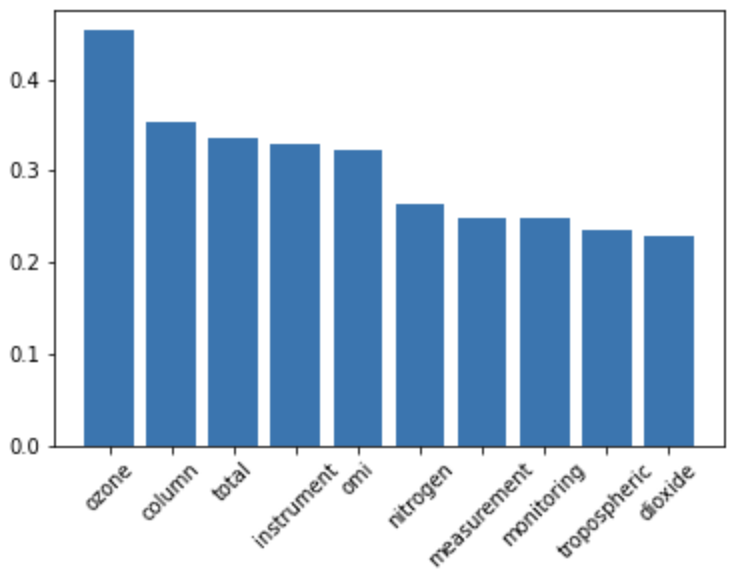 0.4
0.3
0.2
0.1
0.0
ozone
column
total
instrument
omi
nitrogen
measurement
monitoring
tropospheric
dioxide